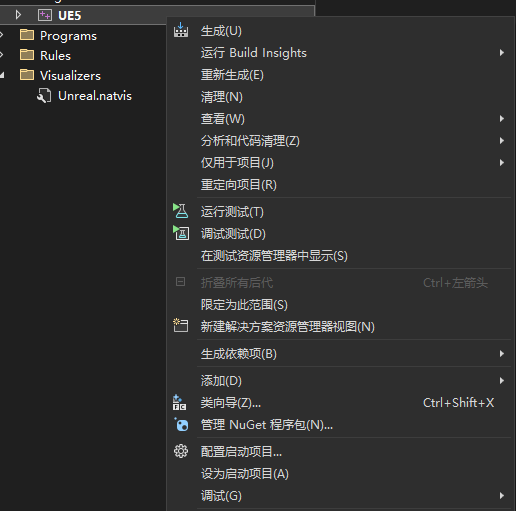 UE5
Programs
Rules
Visualizers
Unreal.natvis
生成(U)
运行 Build Insights
重新生成(E)
清理(N)
查看(W)
分析和代码清理(Z)
仅用于项目(J)
重定向项目(R)
运行测试(T)
调试测试(D)
在测试资源管理器中显示(S)
折叠所有后代 Ctrl+左箭头
限定为此范围(S)
新建解决方案资源管理器视图(N)
生成依赖项(B)
添加(D)
类向导(Z)... Ctrl+Shift+X
管理 NuGet 程序包(N)...
配置启动项目...
设为启动项目(A)
调试(G)